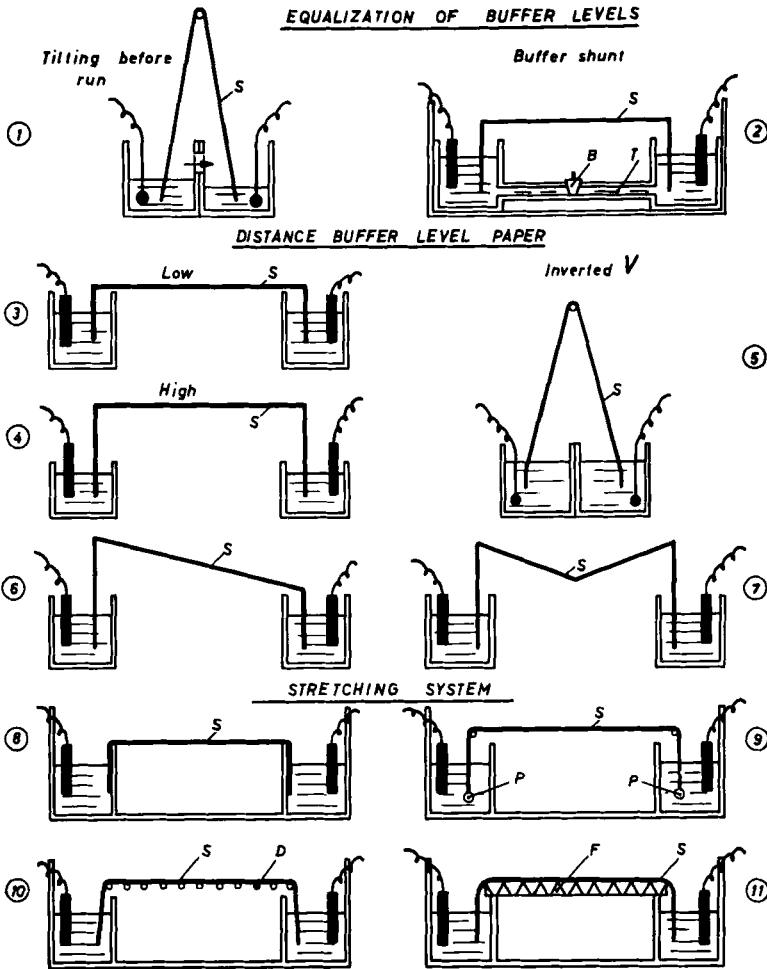 EQUALIZATION OF BUFFER LEVELS
Tilting before
run
S
1
Buffer shunt
S
B
T
2
DISTANCE BUFFER LEVEL PAPER
Low
S
3
Inverted V
S
5
High
S
4
S
6
S
7
STRETCHING SYSTEM
S
8
S
P
P
9
S
D
10
F
S
11